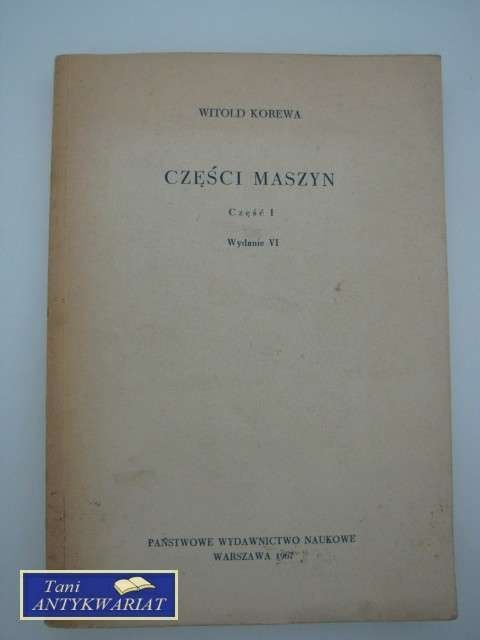 WITOLD KOREWA
CZĘŚCI MASZYN
Część I
Wydanie VI
PAŃSTWOWE WYDAWNICTWO NAUKOWE
WARSZAWA 1967
Tani
ANTYKWARIAT